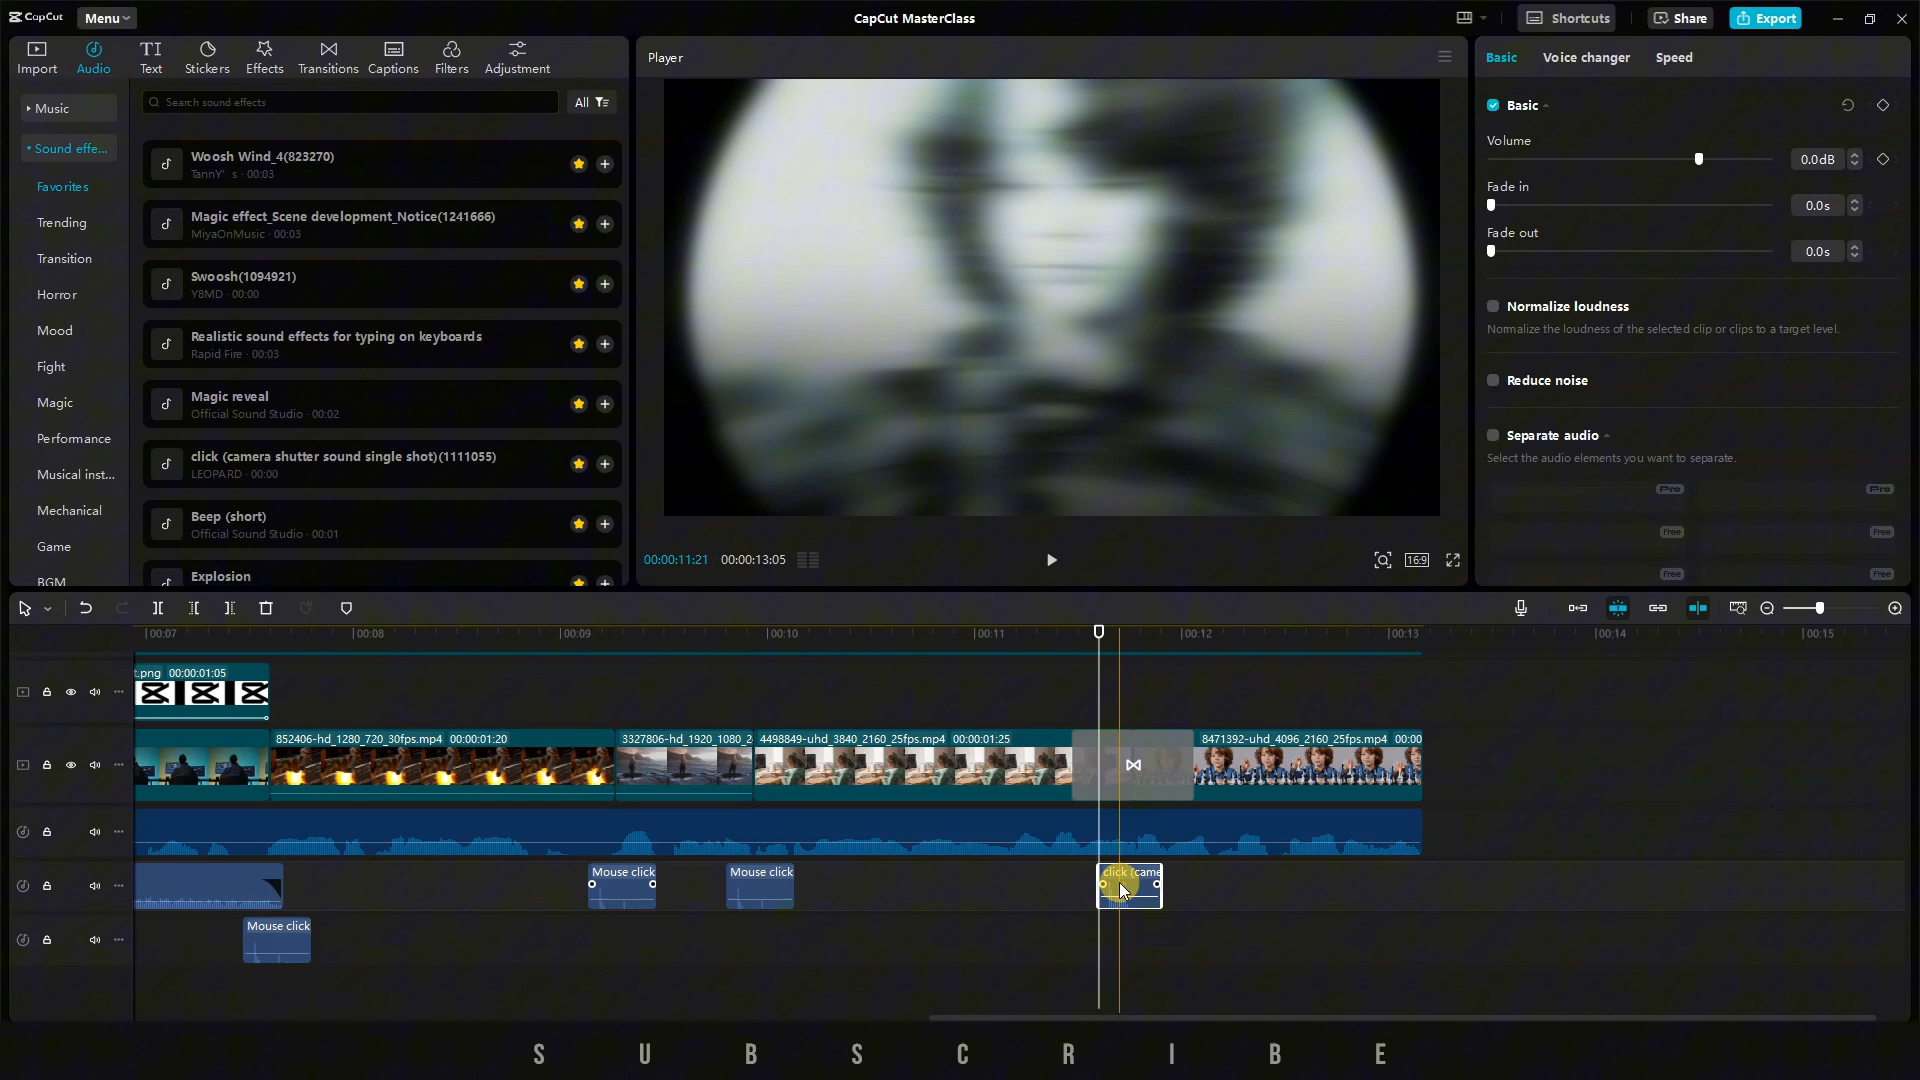 CapCut
Menu
CapCut MasterClass
Shortcuts
Share
Export
Import
Audio
Text
Stickers
Effects
Transitions
Captions
Filters
Adjustment
Music
Sound effe...
Favorites
Trending
Transition
Horror
Mood
Fight
Magic
Performance
Musical inst...
Mechanical
Game
BGM
Search sound effects
All
Woosh Wind_4(823270)
TannY' s · 00:03
Magic effect_Scene development_Notice(1241666)
MiyaOnMusic · 00:03
Swoosh(1094921)
Y8MD · 00:00
Realistic sound effects for typing on keyboards
Rapid Fire · 00:03
Magic reveal
Official Sound Studio · 00:02
click (camera shutter sound single shot)(1111055)
LEOPARD · 00:00
Beep (short)
Official Sound Studio · 00:01
Explosion
Player
00:00:11:21 00:00:13:05
16:9
Basic
Voice changer
Speed
Basic
Volume
0.0dB
Fade in
0.0s
Fade out
0.0s
Normalize loudness
Normalize the loudness of the selected clip or clips to a target level.
Reduce noise
Separate audio
Select the audio elements you want to separate.
Pro
Pro
Free
Free
Free
Free
00:07
00:08
00:09
00:10
00:11
00:12
00:13
00:14
00:15
t.png 00:00:01:05
852406-hd_1280_720_30fps.mp4 00:00:01:20
3327806-hd_1920_1080_2
4498849-uhd_3840_2160_25fps.mp4 00:00:01:25
8471392-uhd_4096_2160_25fps.mp4 00:00
Mouse click
Mouse click
click (came
Mouse click
S U B S C R I B E